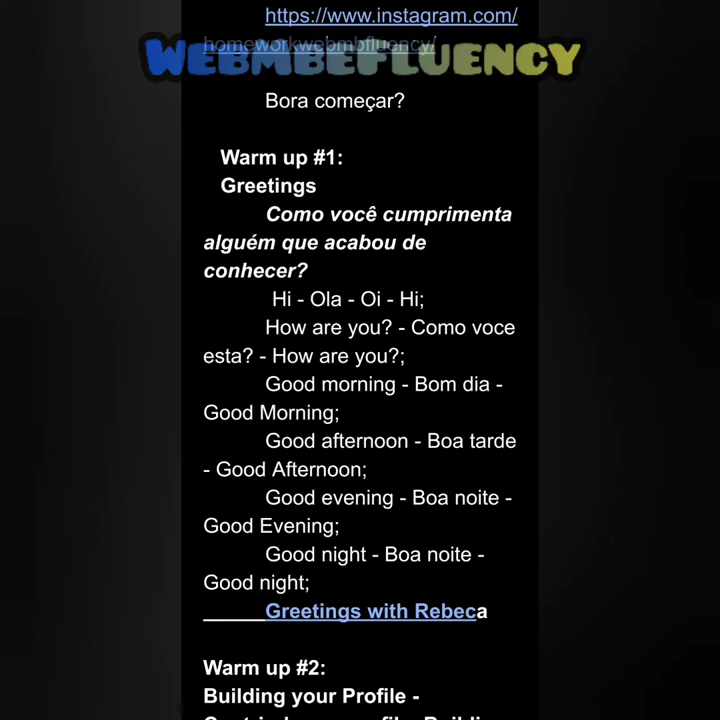 https://www.instagram.com/
homeworkwebmbfluency/
WEBMBEFLUENCY
Bora começar?
Warm up #1:
Greetings
Como você cumprimenta
alguém que acabou de
conhecer?
Hi - Ola - Oi - Hi;
How are you? - Como voce
esta? - How are you?;
Good morning - Bom dia -
Good Morning;
Good afternoon - Boa tarde
- Good Afternoon;
Good evening - Boa noite -
Good Evening;
Good night - Boa noite -
Good night;
Greetings with Rebeca
Warm up #2:
Building your Profile -